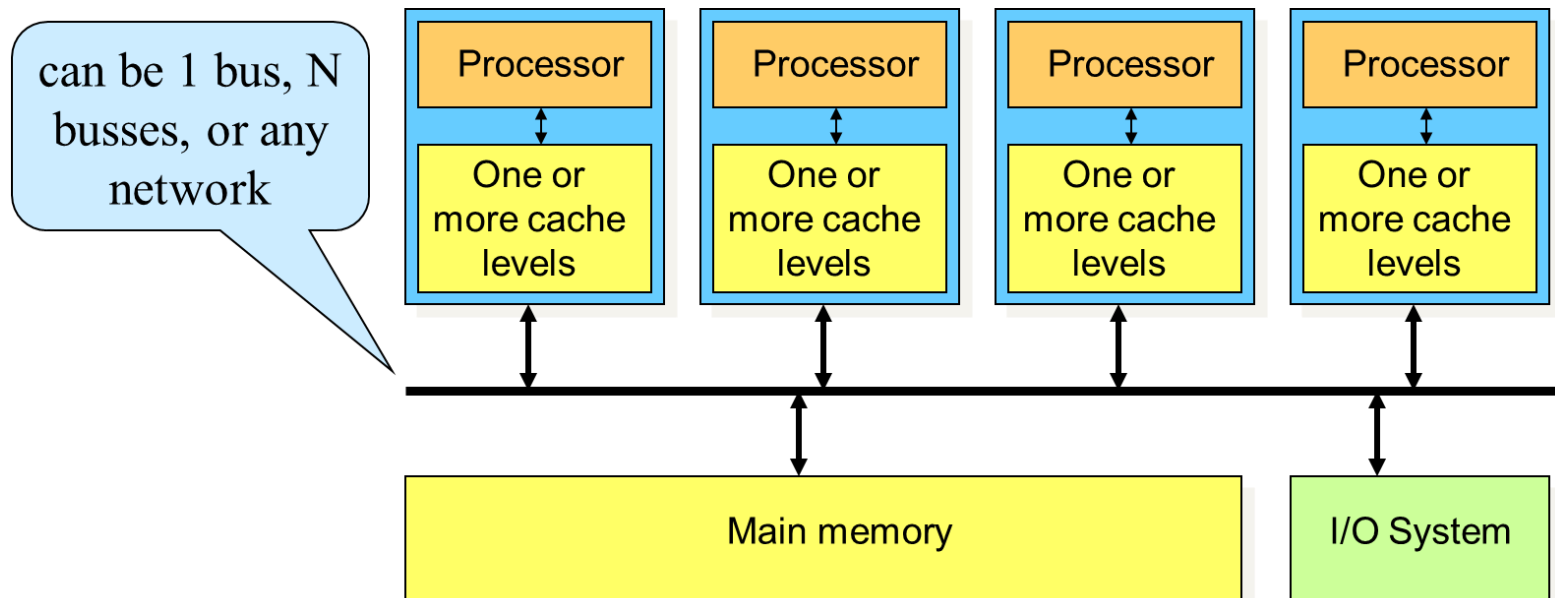 can be 1 bus, N
busses, or any
network
Processor
One or
more cache
levels
Processor
One or
more cache
levels
Processor
One or
more cache
levels
Processor
One or
more cache
levels
Main memory
I/O System